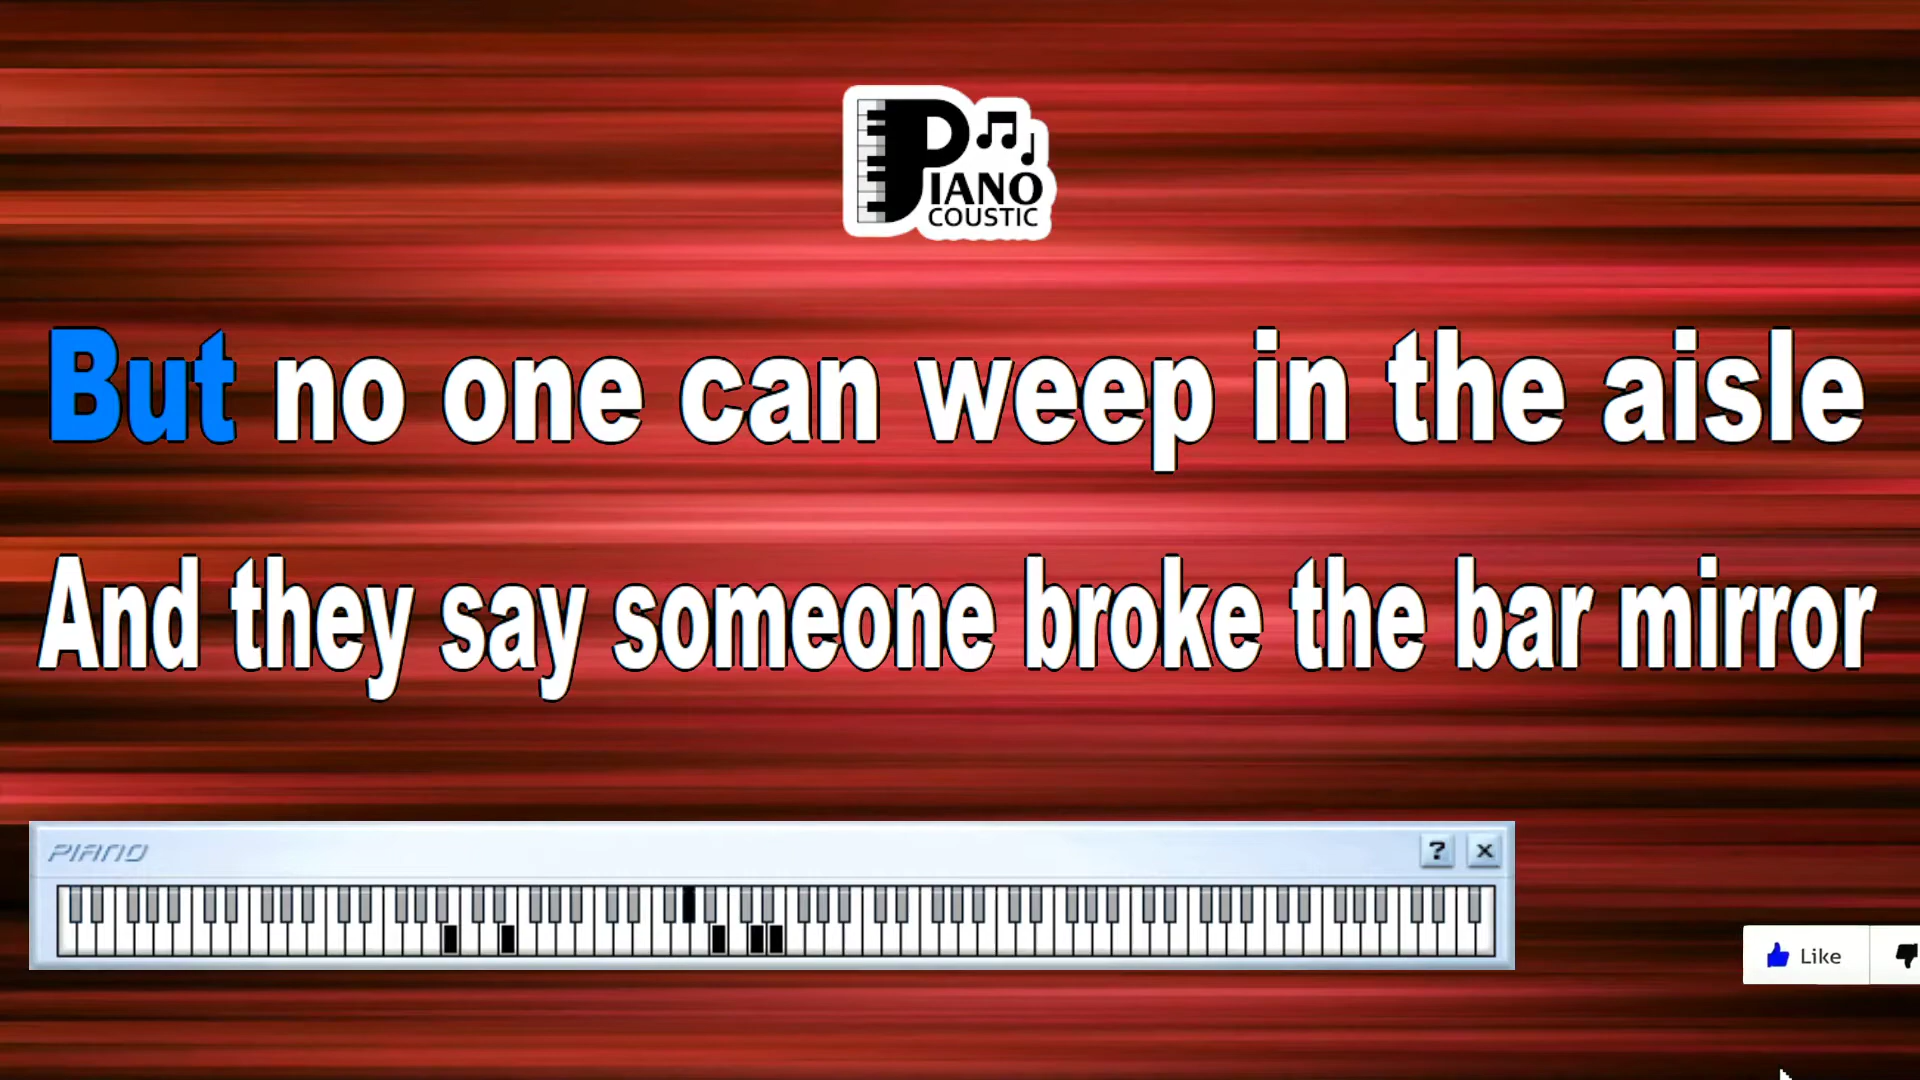 PIANO
COUSTIC
But no one can weep in the aisle
And they say someone broke the bar mirror
PIANO
? X
Like